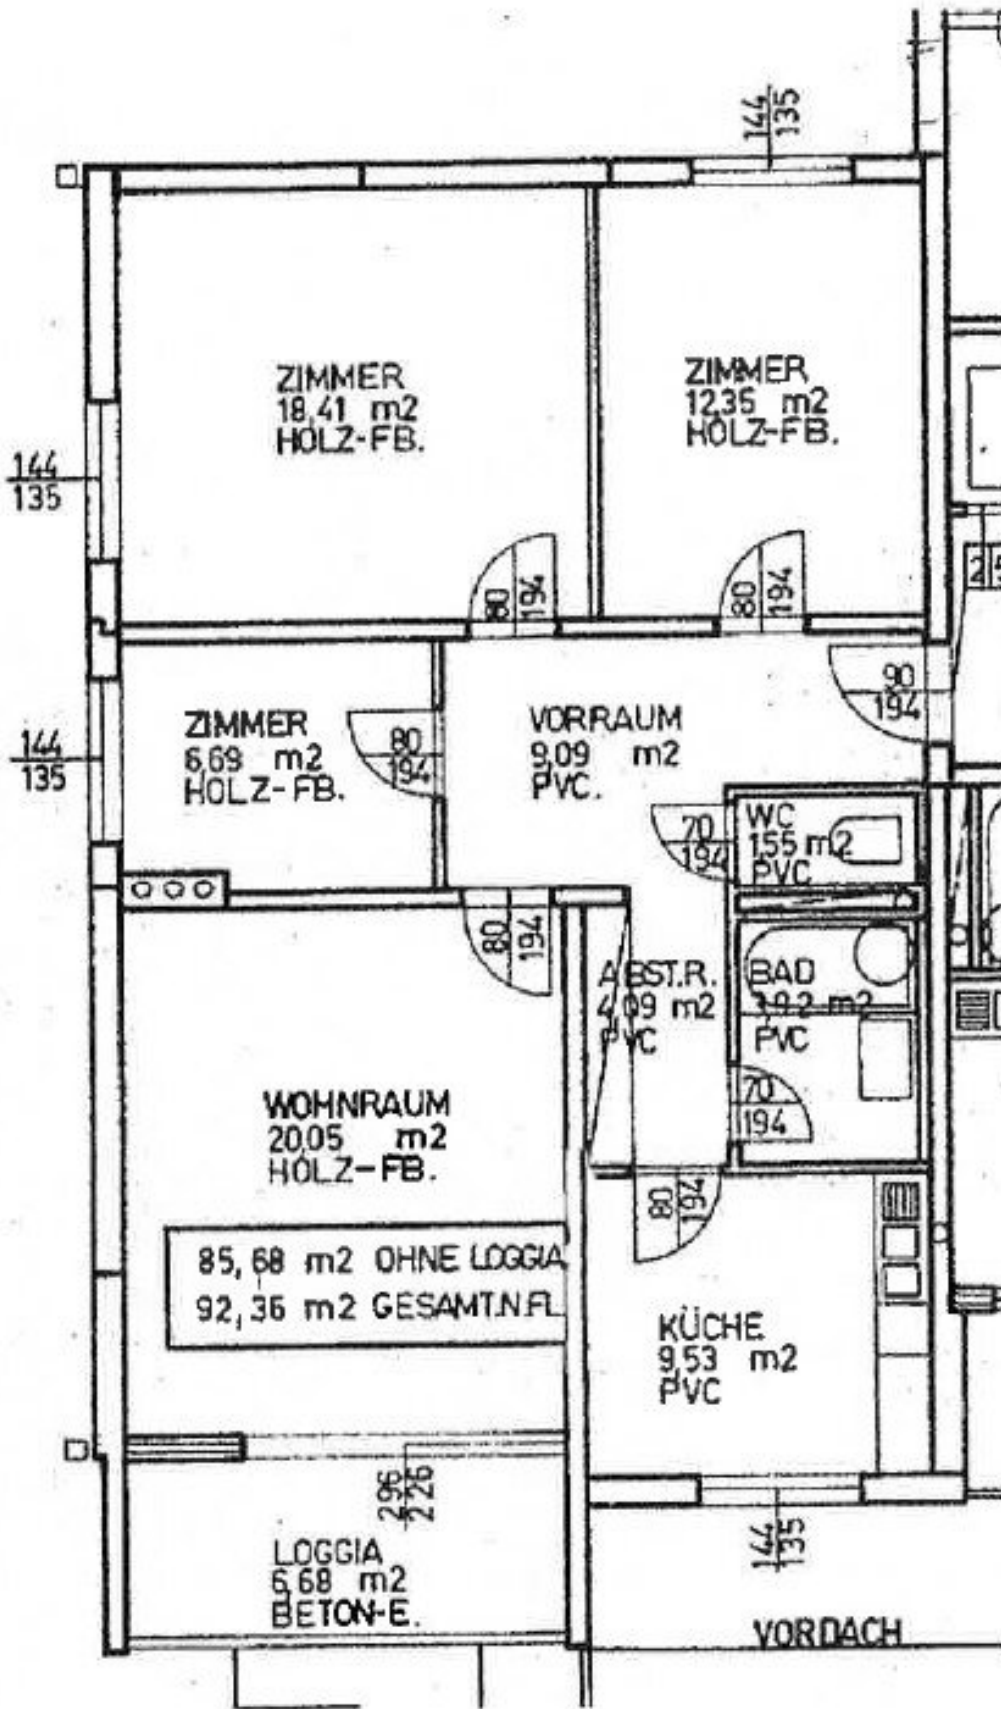 144
135
ZIMMER
18,41 m2
HOLZ-FB.
ZIMMER
12,35 m2
HOLZ-FB.
144
135
80
194
80
194
2
ZIMMER
6,69 m2
HOLZ-FB.
80
194
VORRAUM
9,09 m2
PVC.
90
194
144
135
70
194
WC
1,55 m2
PVC
80
194
ABST.R.
4,09 m2
PVC
BAD
3,92 m2
PVC
70
194
WOHNRAUM
20,05 m2
HOLZ-FB.
80
194
85,68 m2 OHNE LOGGIA
92,36 m2 GESAMT.N.FL
KÜCHE
9,53 m2
PVC
296
226
144
135
LOGGIA
6,68 m2
BETON-E.
VORDACH